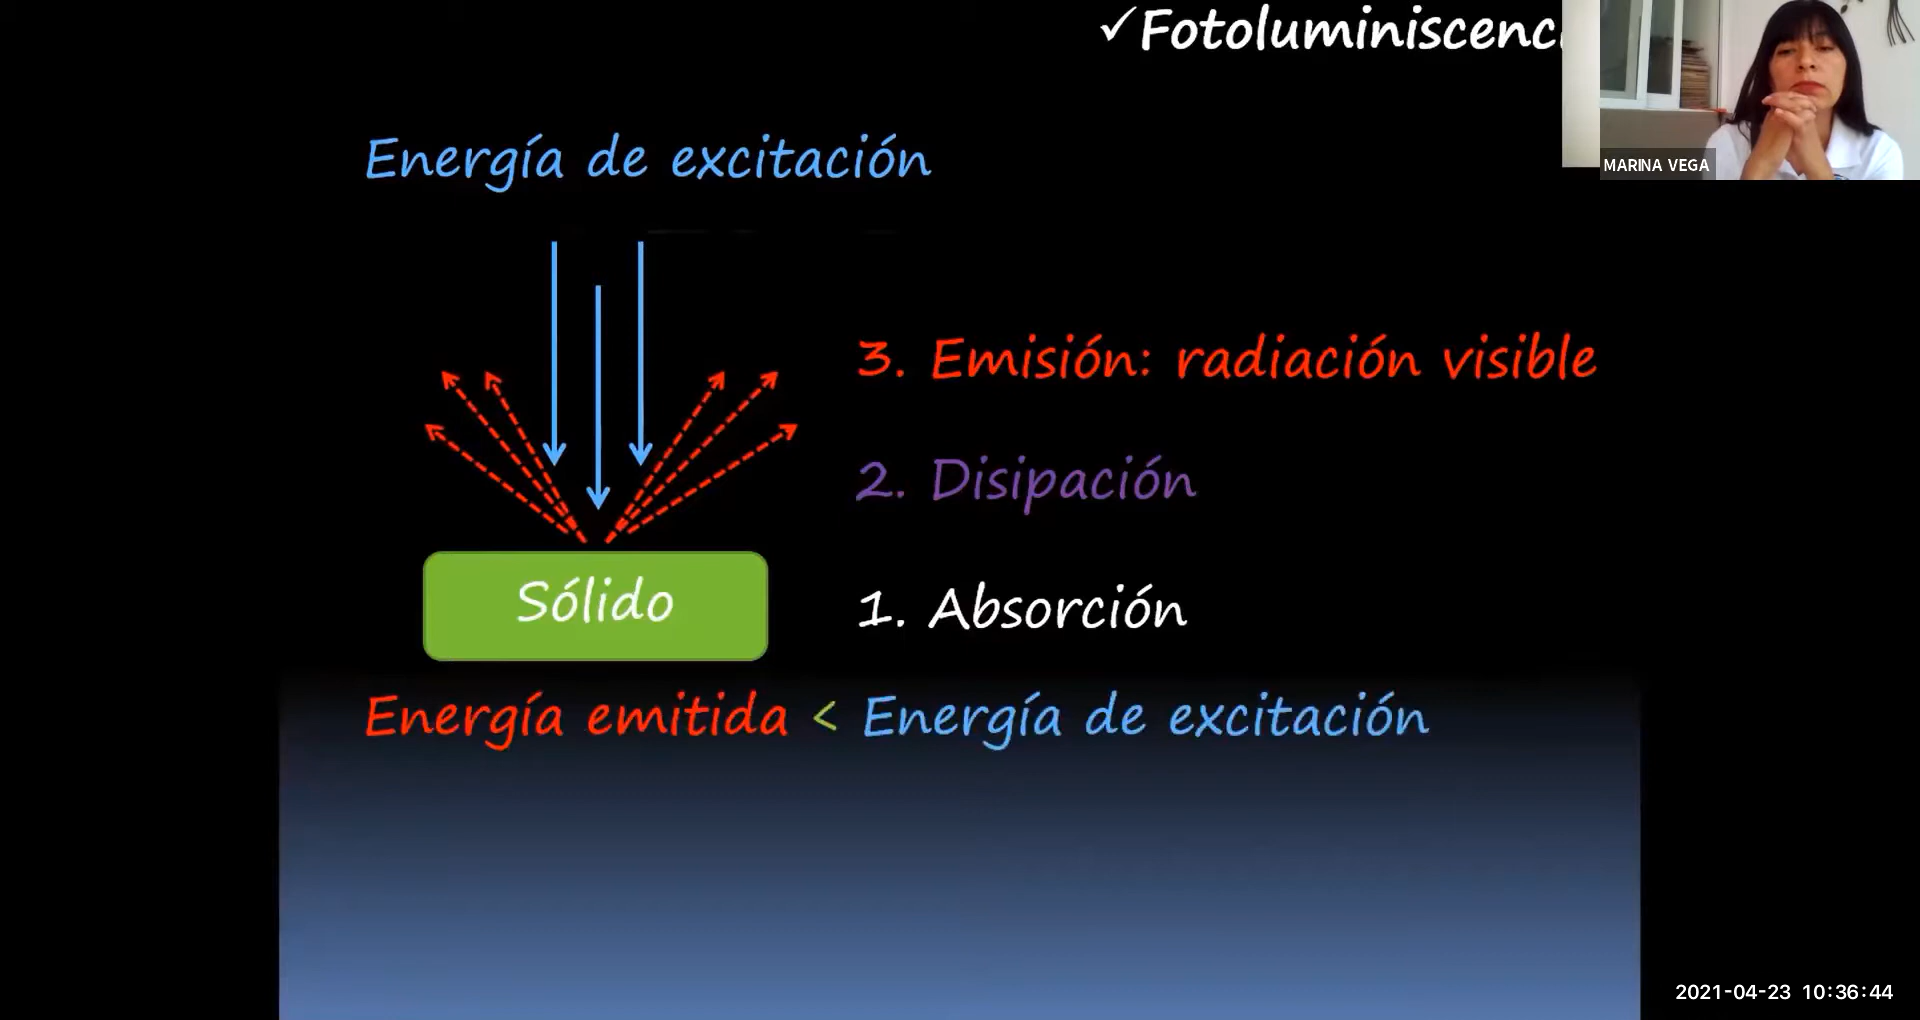 ✓Fotoluminiscenc
MARINA VEGA
Energía de excitación
3. Emisión: radiación visible
2. Disipación
1. Absorción
Sólido
Energía emitida < Energía de excitación
2021-04-23 10:36:44